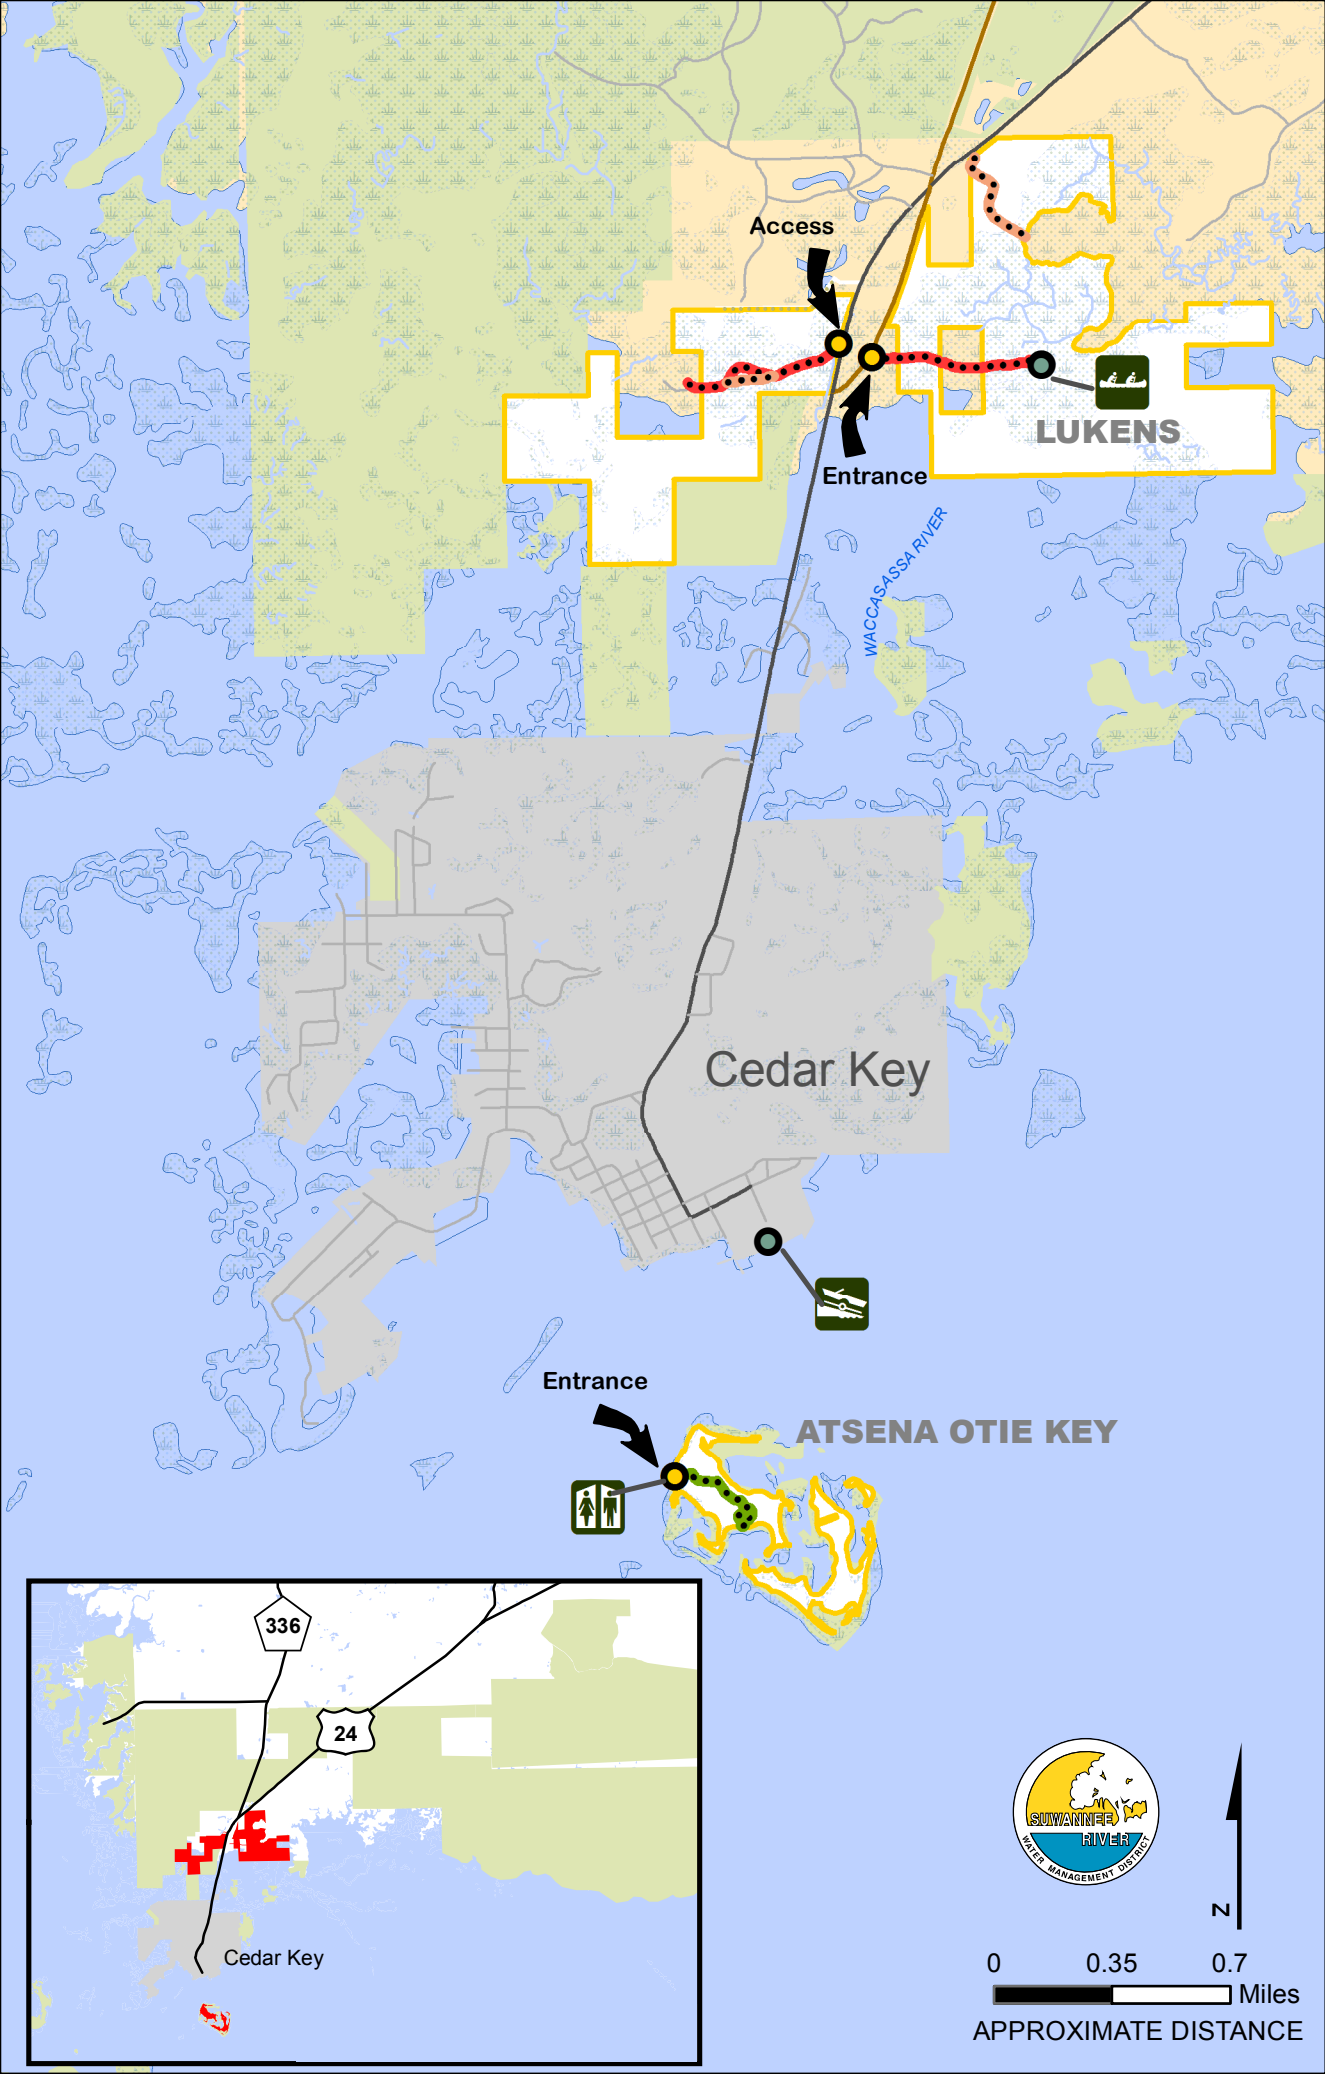 Access
LUKENS
Entrance
WACCASASSA RIVER
Cedar Key
Entrance
ATSENA OTIE KEY
336
24
Cedar Key
SUWANNEE
RIVER
WATER MANAGEMENT DISTRICT
N
0 0.35 0.7
Miles
APPROXIMATE DISTANCE